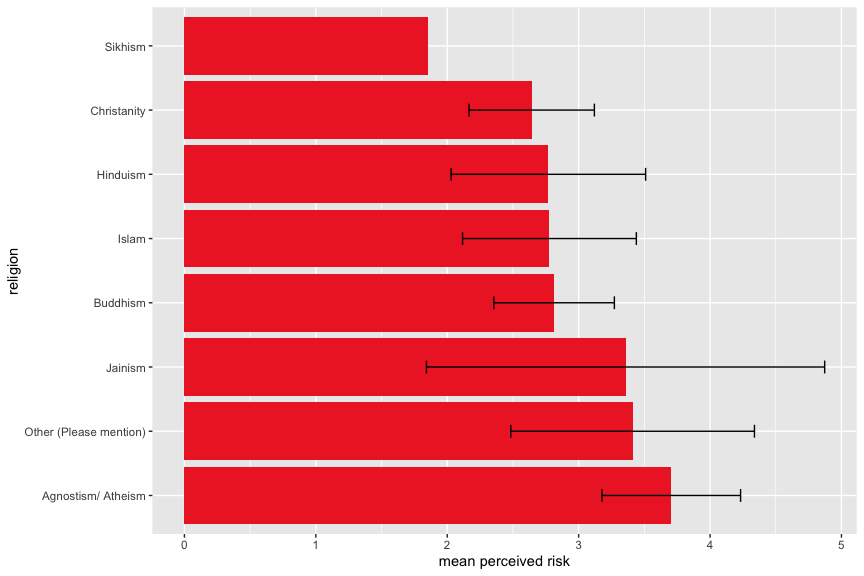 religion
Sikhism
Christanity
Hinduism
Islam
Buddhism
Jainism
Other (Please mention)
Agnostism/ Atheism
0 1 2 3 4 5
mean perceived risk